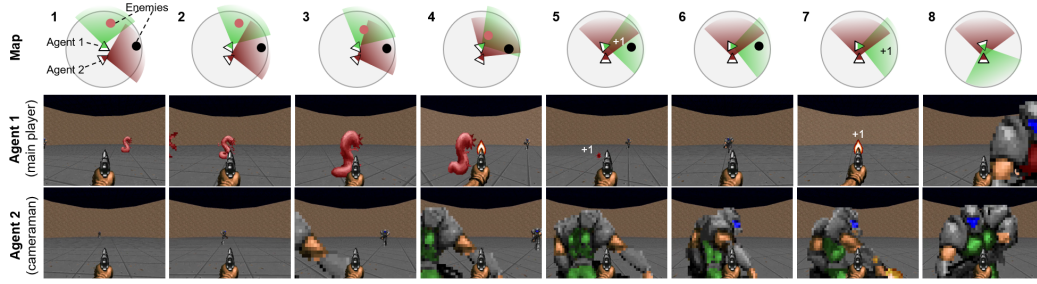 1
2
3
4
5
6
7
8
Enemies
Map
Agent 1
Agent 2
+1
+1
Agent 1
(main player)
+1
+1
Agent 2
(cameraman)